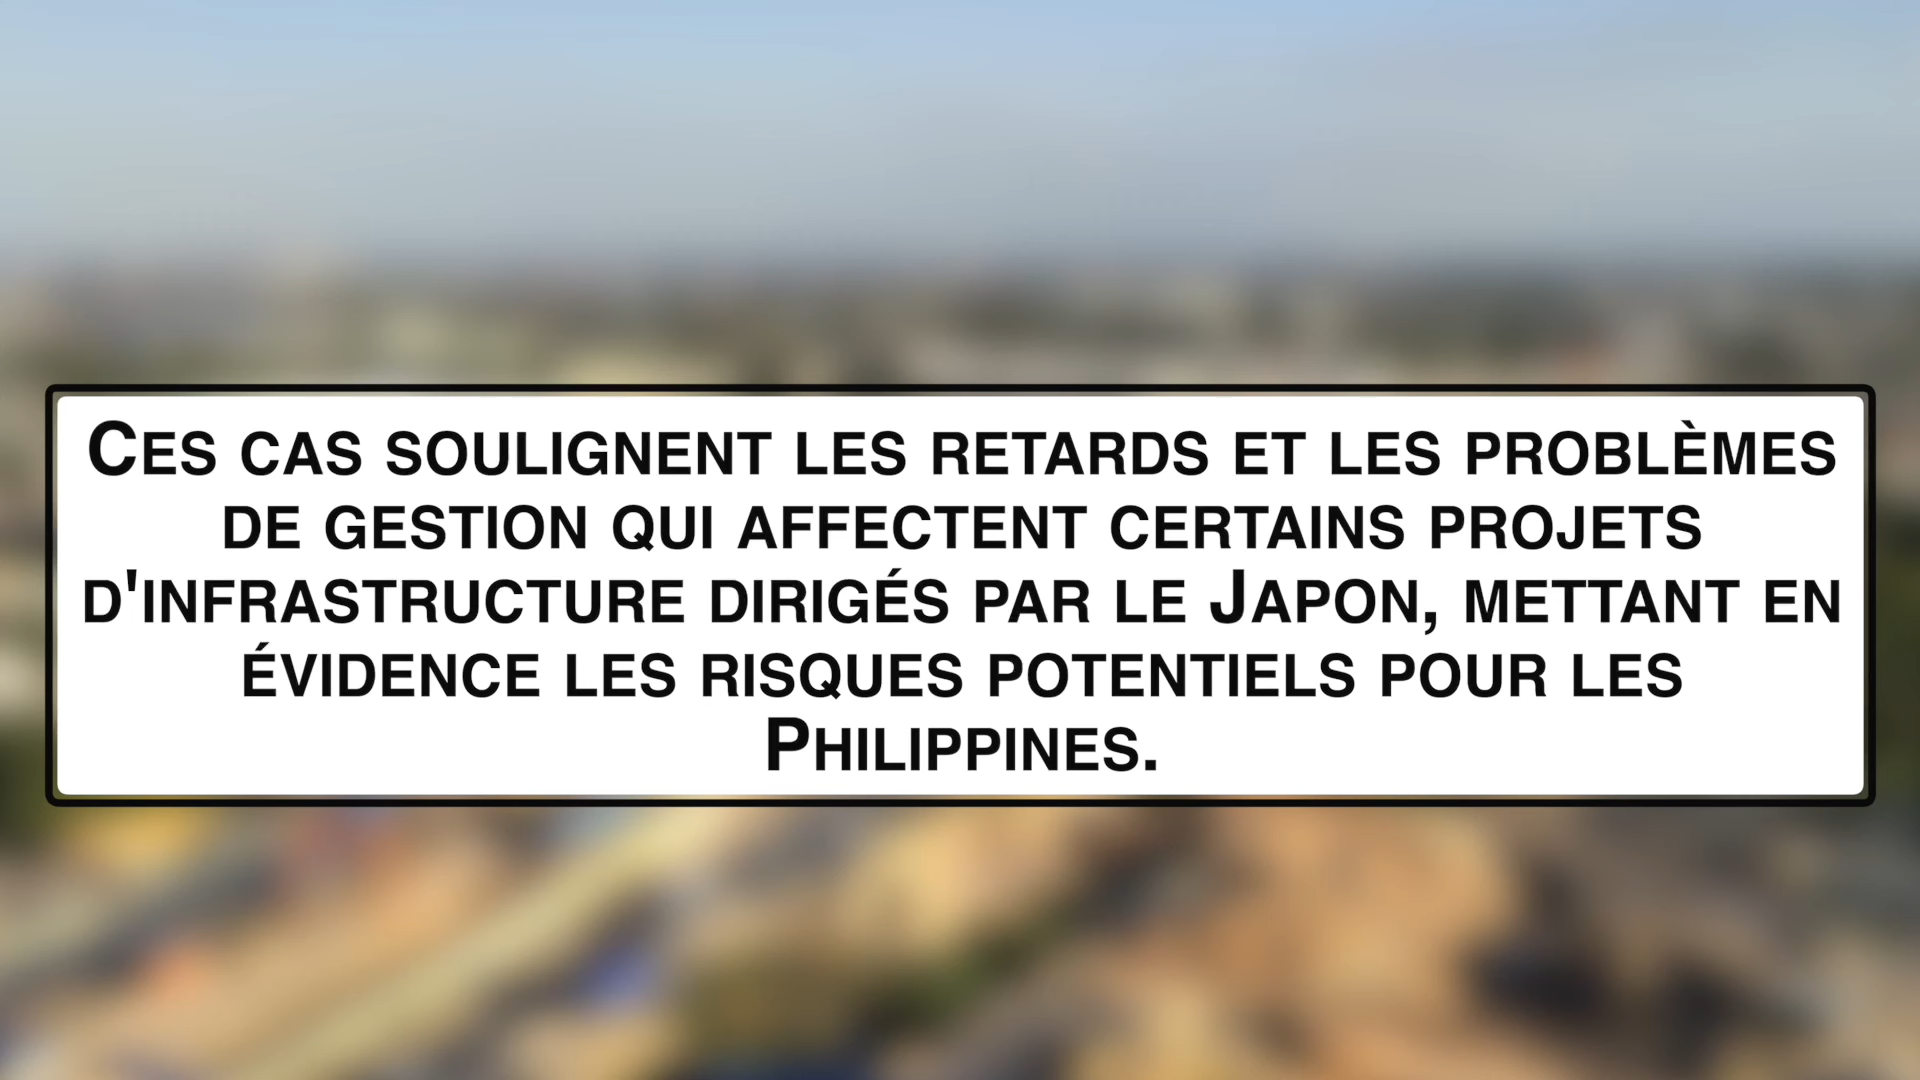 Ces cas soulignent les retards et les problèmes
de gestion qui affectent certains projets
d'infrastructure dirigés par le Japon, mettant en
évidence les risques potentiels pour les
Philippines.